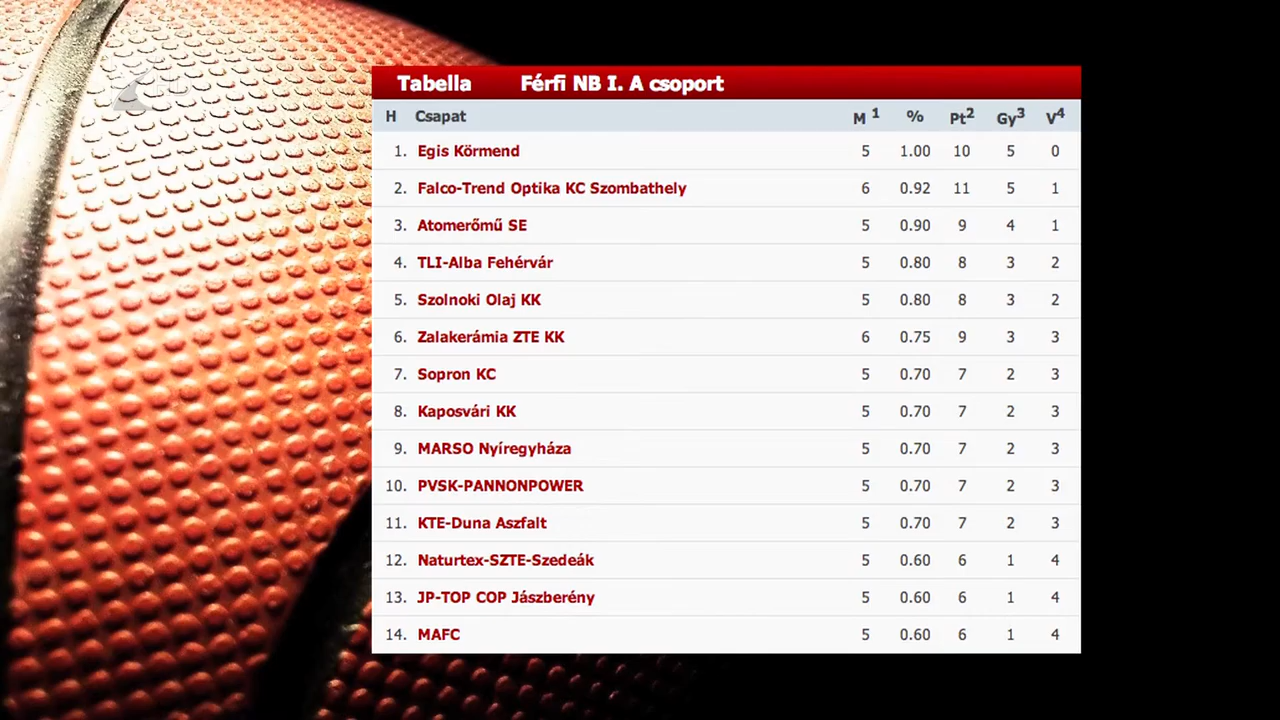 Tabella Férfi NB I. A csoport
H Csapat M 1 % Pt2 Gy3 V4
1. Egis Körmend 5 1.00 10 5 0
2. Falco-Trend Optika KC Szombathely 6 0.92 11 5 1
3. Atomerőmű SE 5 0.90 9 4 1
4. TLI-Alba Fehérvár 5 0.80 8 3 2
5. Szolnoki Olaj KK 5 0.80 8 3 2
6. Zalakerámia ZTE KK 6 0.75 9 3 3
7. Sopron KC 5 0.70 7 2 3
8. Kaposvári KK 5 0.70 7 2 3
9. MARSO Nyíregyháza 5 0.70 7 2 3
10. PVSK-PANNONPOWER 5 0.70 7 2 3
11. KTE-Duna Aszfalt 5 0.70 7 2 3
12. Naturtex-SZTE-Szedeák 5 0.60 6 1 4
13. JP-TOP COP Jászberény 5 0.60 6 1 4
14. MAFC 5 0.60 6 1 4